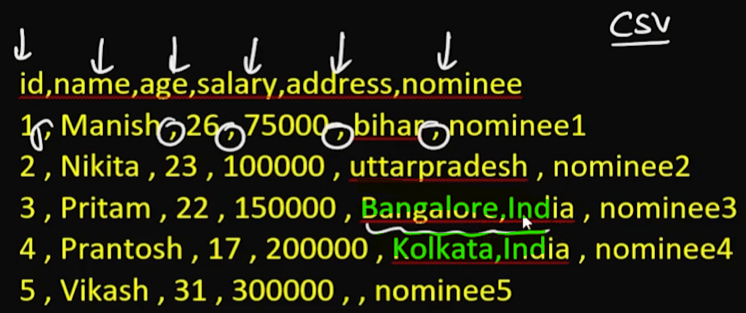 CSV
id,name,age,salary,address,nominee
1, Manish , 26 , 75000 , bihar , nominee1
2 , Nikita , 23 , 100000 , uttarpradesh , nominee2
3 , Pritam , 22 , 150000 , Bangalore,India , nominee3
4 , Prantosh , 17 , 200000 , Kolkata,India , nominee4
5 , Vikash , 31 , 300000 , , nominee5